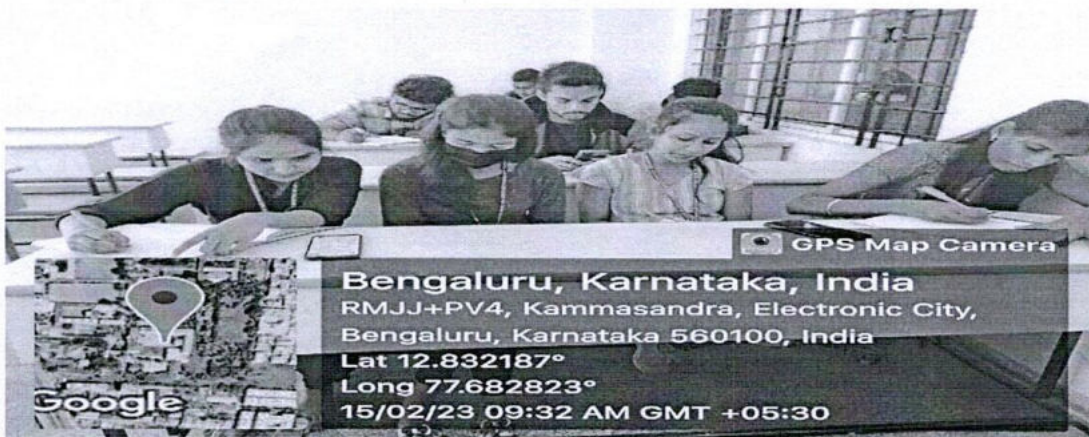 GPS Map Camera
Bengaluru, Karnataka, India
RMJJ+PV4, Kammasandra, Electronic City,
Bengaluru, Karnataka 560100, India
Lat 12.832187°
Long 77.682823°
15/02/23 09:32 AM GMT +05:30
Google